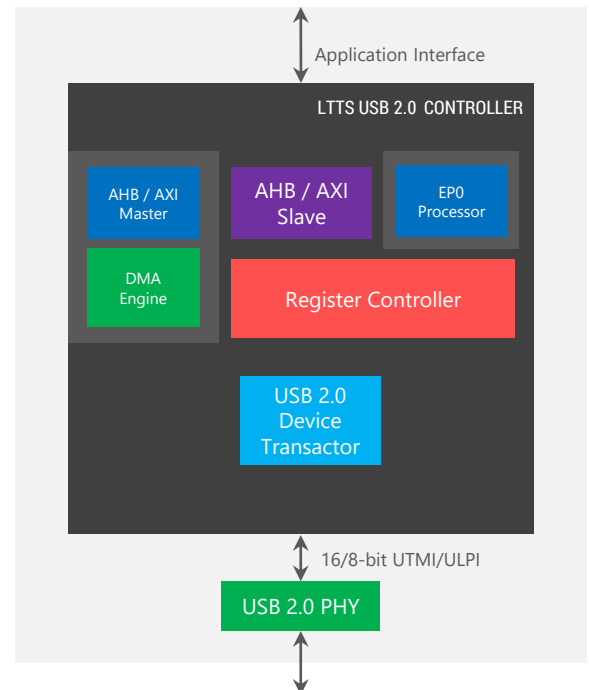 Application Interface
LTTS USB 2.0 CONTROLLER
AHB / AXI
Master
AHB / AXI
Slave
EP0
Processor
DMA
Engine
Register Controller
USB 2.0
Device
Transactor
16/8-bit UTMI/ULPI
USB 2.0 PHY